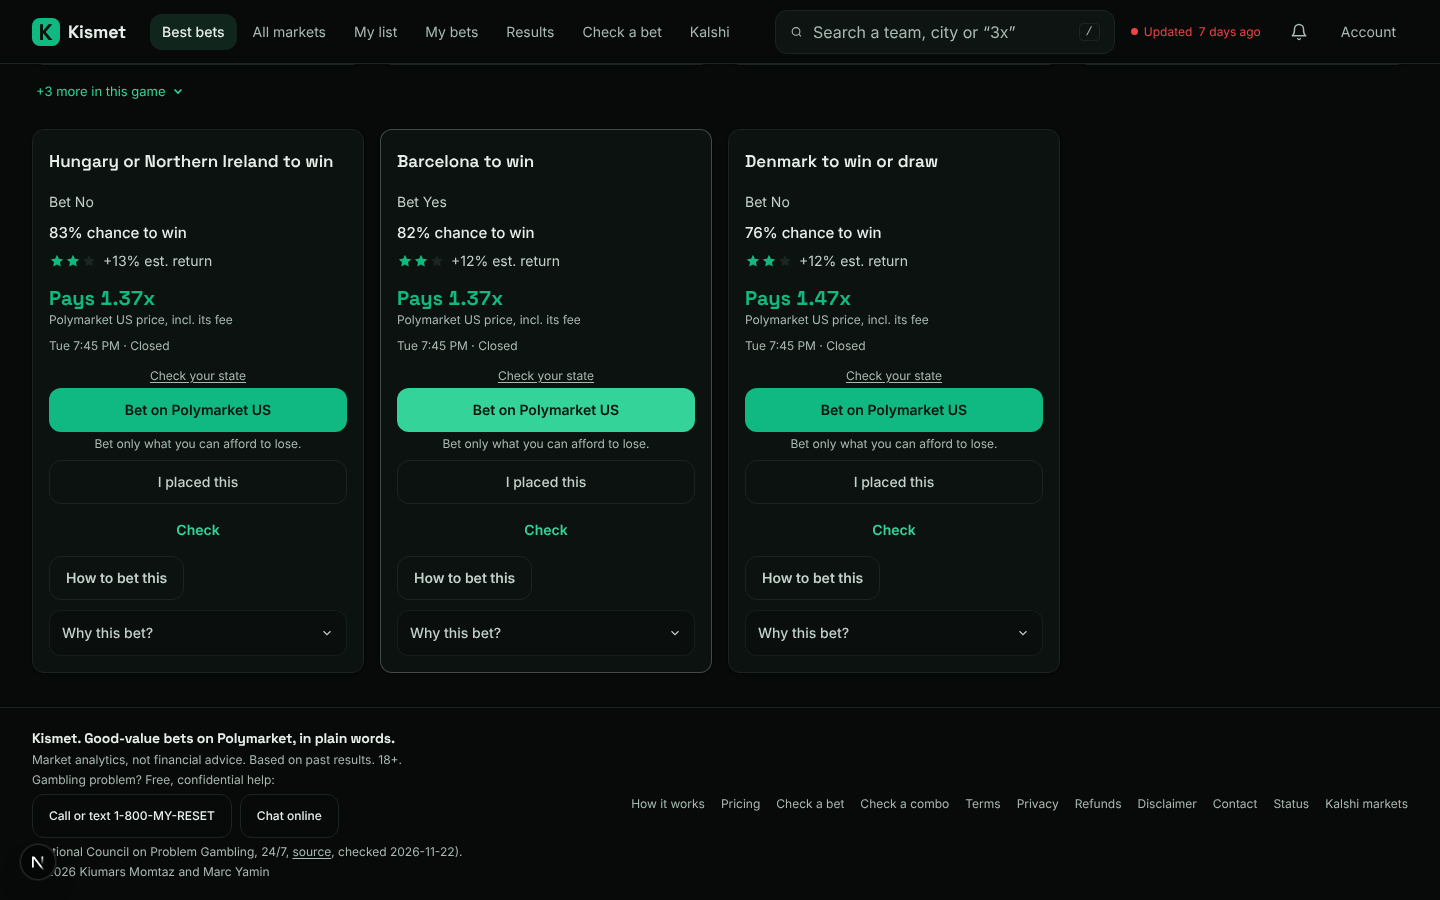 K Kismet
Best bets
All markets
My list
My bets
Results
Check a bet
Kalshi
Search a team, city or “3x”
/
Updated 7 days ago
Account
+3 more in this game
Hungary or Northern Ireland to win
Bet No
83% chance to win
+13% est. return
Pays 1.37x
Polymarket US price, incl. its fee
Tue 7:45 PM · Closed
Check your state
Bet on Polymarket US
Bet only what you can afford to lose.
I placed this
Check
How to bet this
Why this bet?
Barcelona to win
Bet Yes
82% chance to win
+12% est. return
Pays 1.37x
Polymarket US price, incl. its fee
Tue 7:45 PM · Closed
Check your state
Bet on Polymarket US
Bet only what you can afford to lose.
I placed this
Check
How to bet this
Why this bet?
Denmark to win or draw
Bet No
76% chance to win
+12% est. return
Pays 1.47x
Polymarket US price, incl. its fee
Tue 7:45 PM · Closed
Check your state
Bet on Polymarket US
Bet only what you can afford to lose.
I placed this
Check
How to bet this
Why this bet?
Kismet. Good-value bets on Polymarket, in plain words.
Market analytics, not financial advice. Based on past results. 18+.
Gambling problem? Free, confidential help:
Call or text 1-800-MY-RESET
Chat online
tional Council on Problem Gambling, 24/7, source, checked 2026-11-22).
N
026 Kiumars Momtaz and Marc Yamin
How it works
Pricing
Check a bet
Check a combo
Terms
Privacy
Refunds
Disclaimer
Contact
Status
Kalshi markets